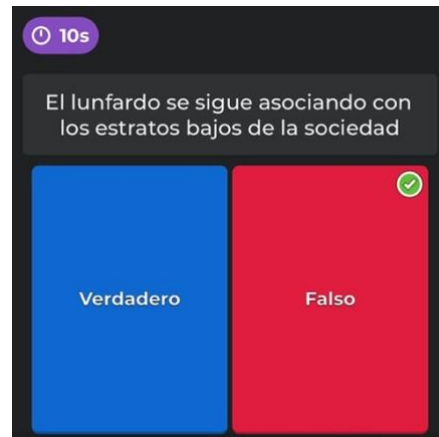 10s
El lunfardo se sigue asociando con
los estratos bajos de la sociedad
Verdadero
Falso